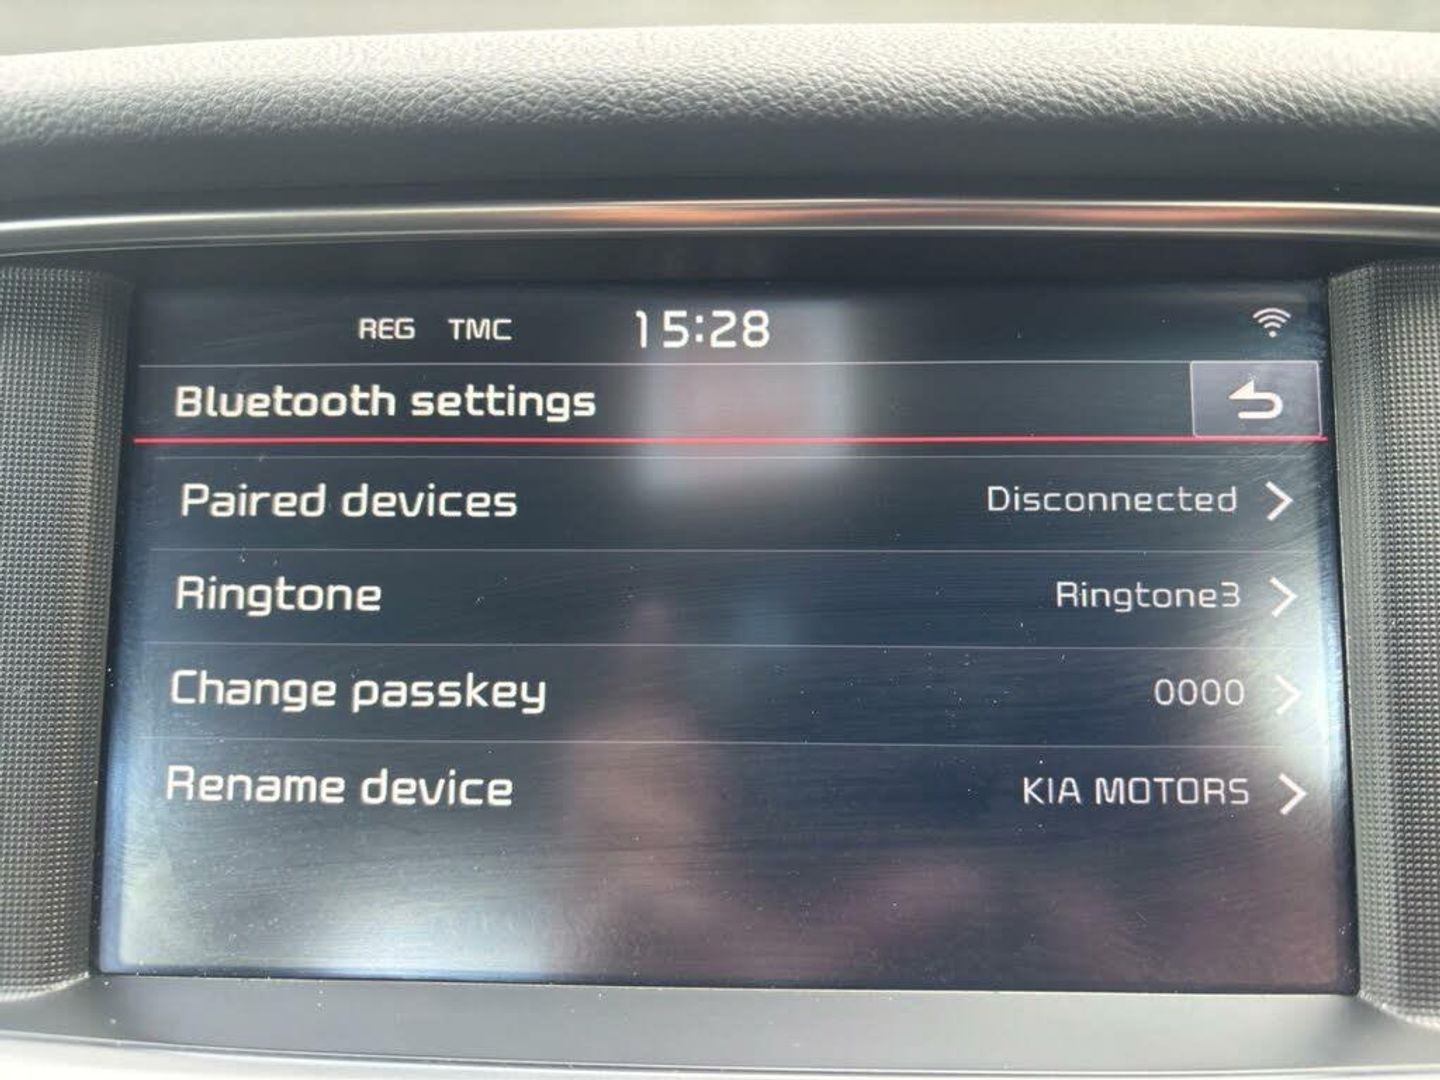 REG TMC 15:28
Bluetooth settings
Paired devices Disconnected
Ringtone Ringtone3
Change passkey 0000
Rename device KIA MOTORS